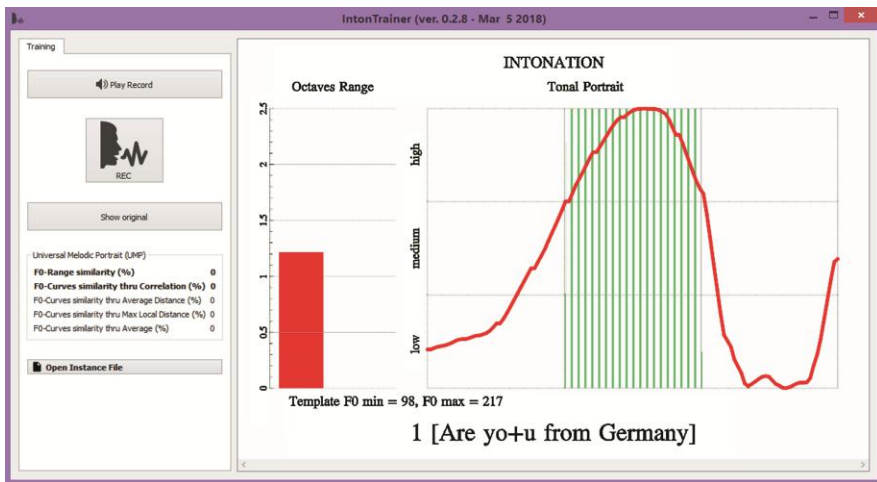 IntonTrainer (ver. 0.2.8 - Mar 5 2018)
Training
Play Record
REC
Show original
Universal Melodic Portrait (UMP)
F0-Range similarity (%) 0
F0-Curves similarity thru Correlation (%) 0
F0-Curves similarity thru Average Distance (%) 0
F0-Curves similarity thru Max Local Distance (%) 0
F0-Curves similarity thru Average (%) 0
Open Instance File
INTONATION
Octaves Range
Tonal Portrait
2.5
2
1.5
1
0.5
0
high
medium
low
Template F0 min = 98, F0 max = 217
1 [Are yo+u from Germany]